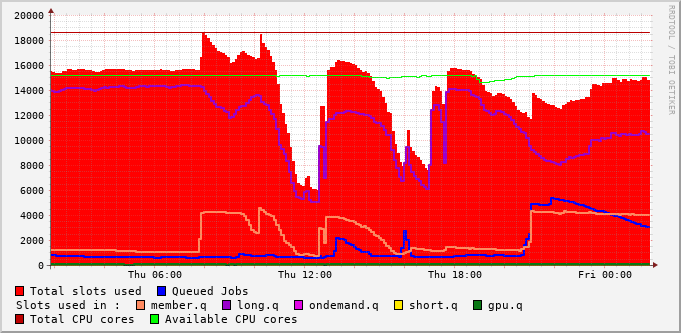 20000
18000
16000
14000
12000
10000
8000
6000
4000
2000
0
Thu 06:00 Thu 12:00 Thu 18:00 Fri 00:00
RRDTOOL / TOBI OETIKER
Total slots used Queued Jobs
Slots used in : member.q long.q ondemand.q short.q gpu.q
Total CPU cores Available CPU cores